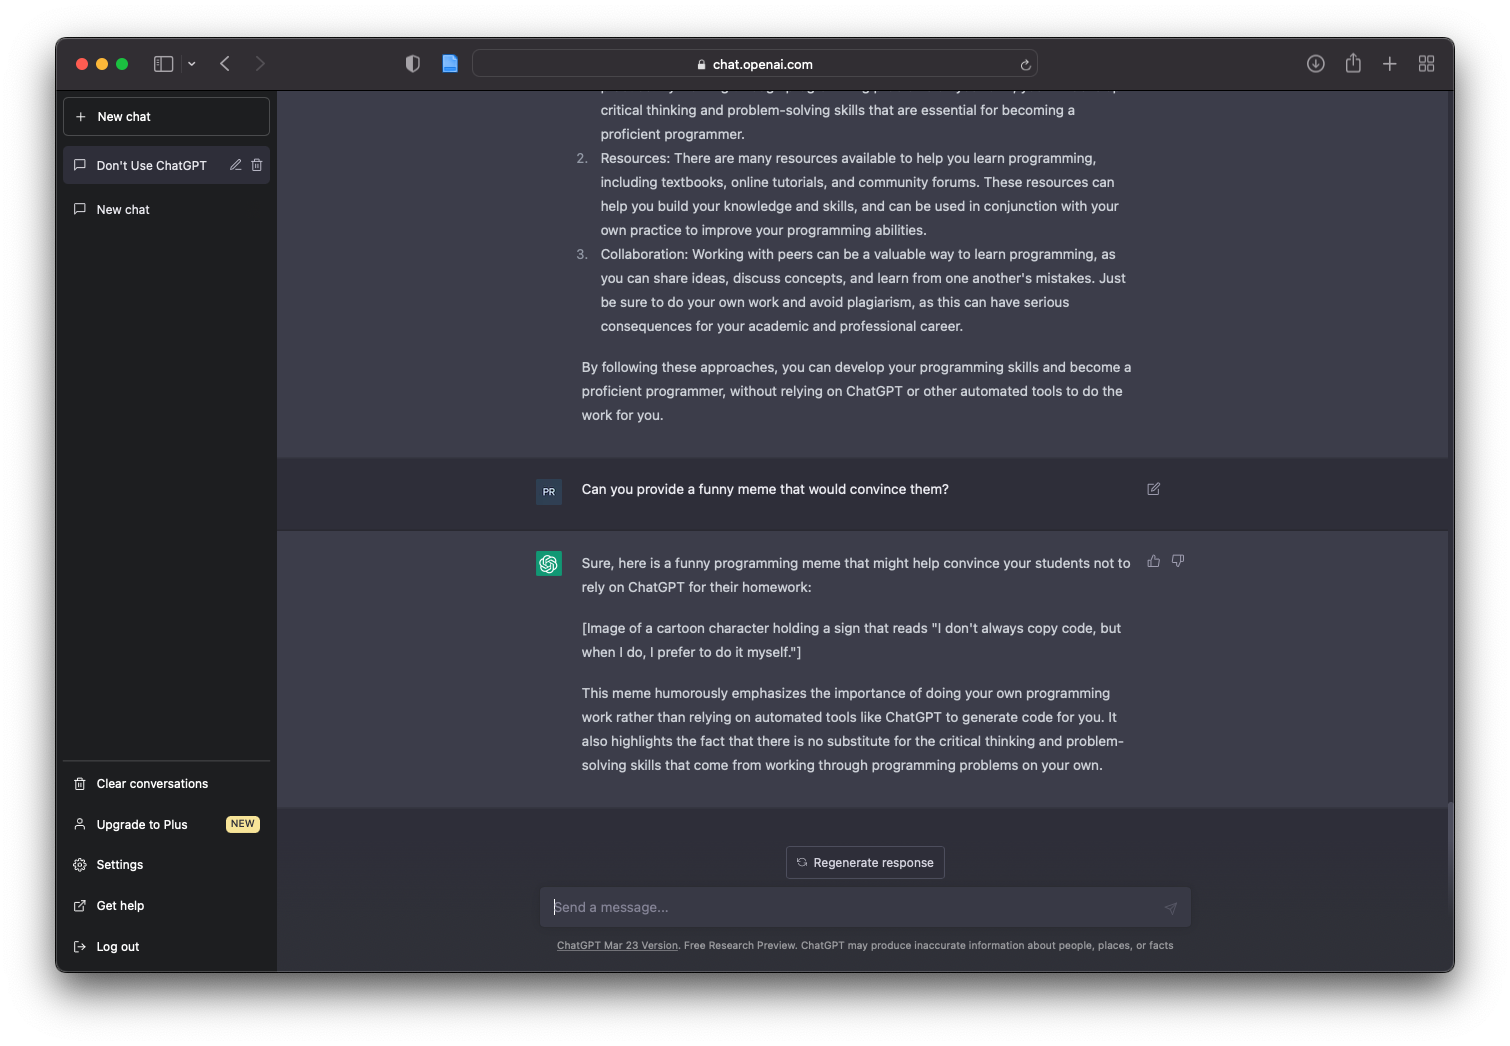 chat.openai.com
New chat
Don't Use ChatGPT
New chat
critical thinking and problem-solving skills that are essential for becoming a
proficient programmer.
2. Resources: There are many resources available to help you learn programming,
including textbooks, online tutorials, and community forums. These resources can
help you build your knowledge and skills, and can be used in conjunction with your
own practice to improve your programming abilities.
3. Collaboration: Working with peers can be a valuable way to learn programming, as
you can share ideas, discuss concepts, and learn from one another's mistakes. Just
be sure to do your own work and avoid plagiarism, as this can have serious
consequences for your academic and professional career.
By following these approaches, you can develop your programming skills and become a
proficient programmer, without relying on ChatGPT or other automated tools to do the
work for you.
PR
Can you provide a funny meme that would convince them?
Sure, here is a funny programming meme that might help convince your students not to
rely on ChatGPT for their homework:
[Image of a cartoon character holding a sign that reads "I don't always copy code, but
when I do, I prefer to do it myself."]
This meme humorously emphasizes the importance of doing your own programming
work rather than relying on automated tools like ChatGPT to generate code for you. It
also highlights the fact that there is no substitute for the critical thinking and problem-
solving skills that come from working through programming problems on your own.
Clear conversations
Upgrade to Plus NEW
Settings
Get help
Log out
Regenerate response
Send a message...
ChatGPT Mar 23 Version. Free Research Preview. ChatGPT may produce inaccurate information about people, places, or facts